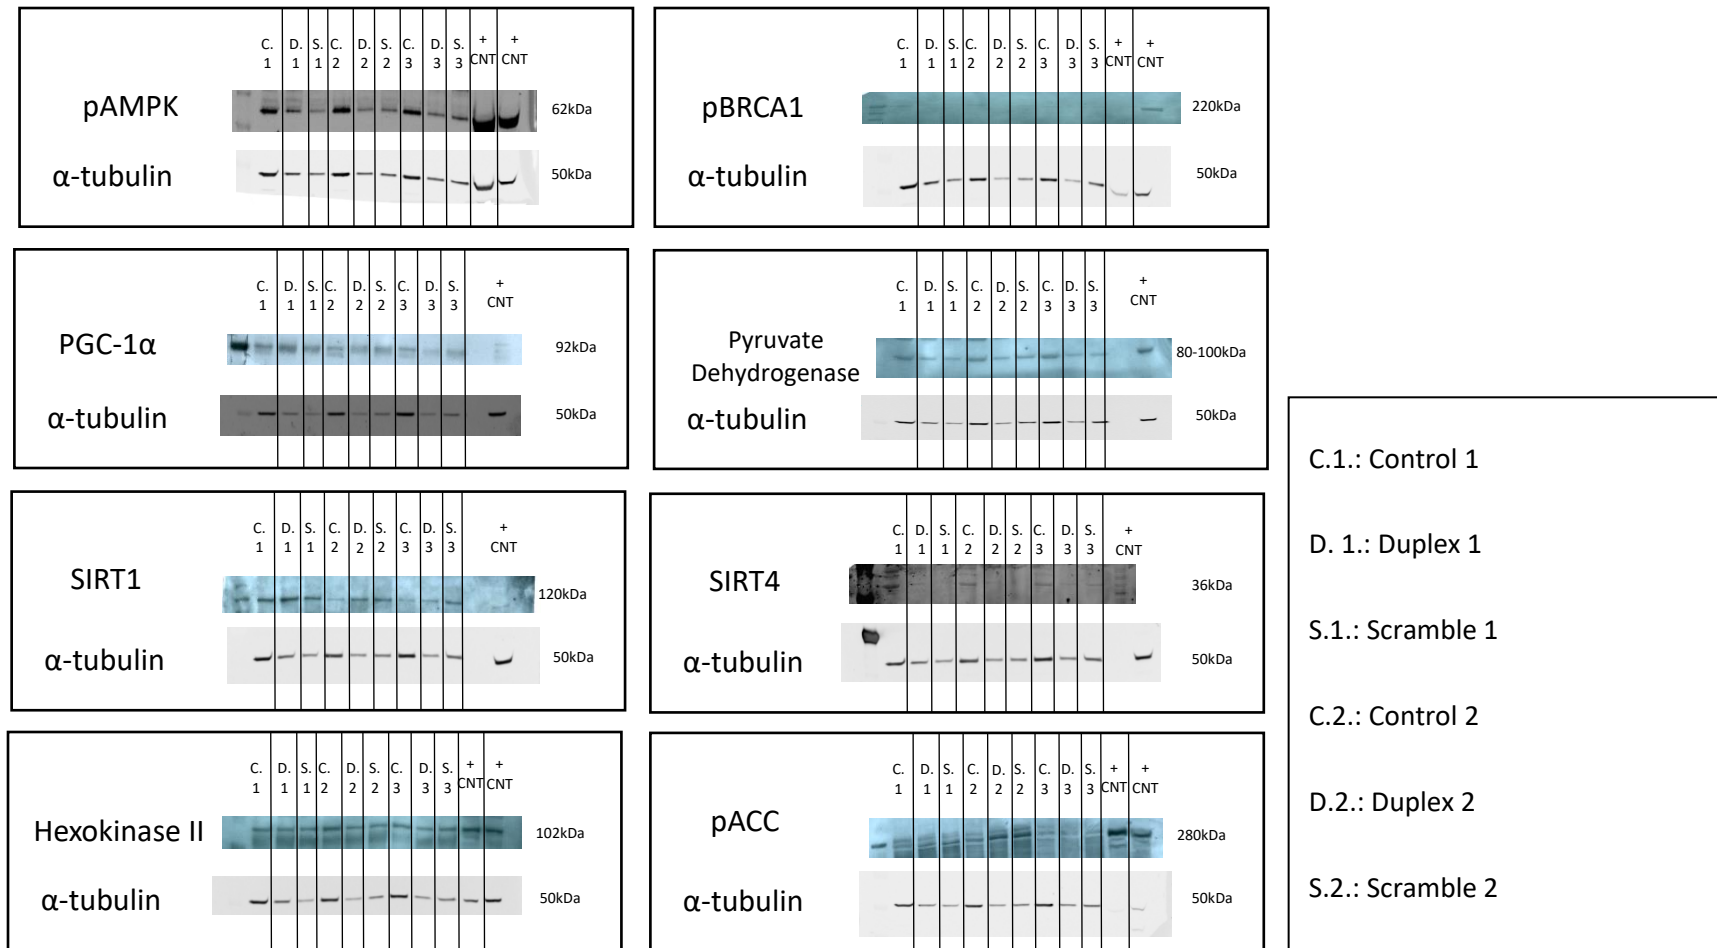 C. D. S. C. D. S. C. D. S. + +
1 1 1 2 2 2 3 3 3 CNT CNT
pAMPK
62kDa
α-tubulin
50kDa
C. D. S. C. D. S. C. D. S. + +
1 1 1 2 2 2 3 3 3 CNT CNT
pBRCA1
220kDa
α-tubulin
50kDa
C. D. S. C. D. S. C. D. S. +
1 1 1 2 2 2 3 3 3 CNT
PGC-1α
92kDa
α-tubulin
50kDa
C. D. S. C. D. S. C. D. S. +
1 1 1 2 2 2 3 3 3 CNT
Pyruvate
Dehydrogenase
80-100kDa
α-tubulin
50kDa
C. D. S. C. D. S. C. D. S. +
1 1 1 2 2 2 3 3 3 CNT
SIRT1
120kDa
α-tubulin
50kDa
C. D. S. C. D. S. C. D. S. +
1 1 1 2 2 2 3 3 3 CNT
SIRT4
36kDa
α-tubulin
50kDa
C. D. S. C. D. S. C. D. S. + +
1 1 1 2 2 2 3 3 3 CNT CNT
Hexokinase II
102kDa
α-tubulin
50kDa
C. D. S. C. D. S. C. D. S. + +
1 1 1 2 2 2 3 3 3 CNT CNT
pACC
280kDa
α-tubulin
50kDa
C.1.: Control 1
D. 1.: Duplex 1
S.1.: Scramble 1
C.2.: Control 2
D.2.: Duplex 2
S.2.: Scramble 2